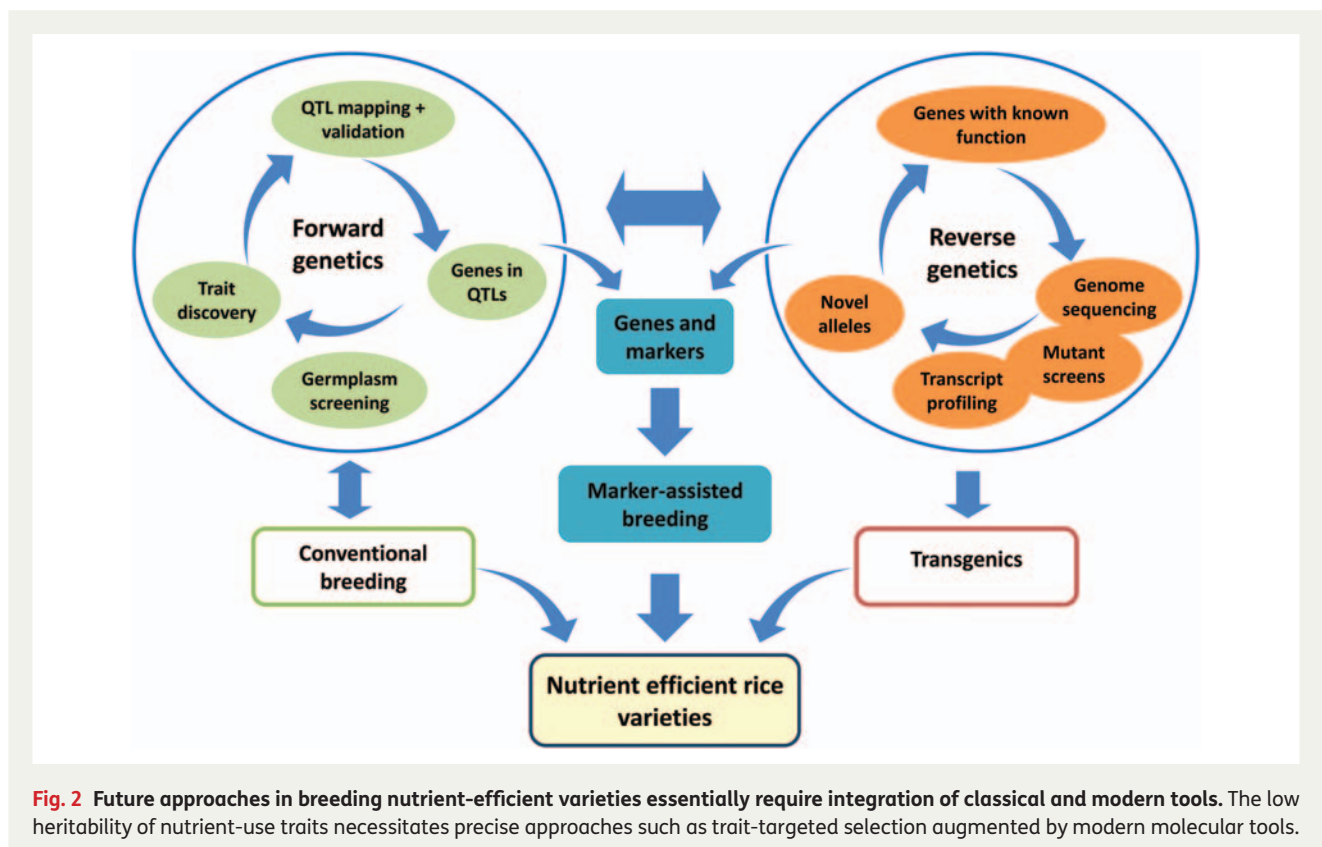 QTL mapping +
validation
Forward
genetics
Genes in
QTLs
Trait
discovery
Germplasm
screening
Genes with known
function
Reverse
genetics
Genome
sequencing
Novel
alleles
Mutant
screens
Transcript
profiling
Genes and
markers
Marker-assisted
breeding
Conventional
breeding
Transgenics
Nutrient efficient rice
varieties
Fig. 2 Future approaches in breeding nutrient-efficient varieties essentially require integration of classical and modern tools. The low
heritability of nutrient-use traits necessitates precise approaches such as trait-targeted selection augmented by modern molecular tools.